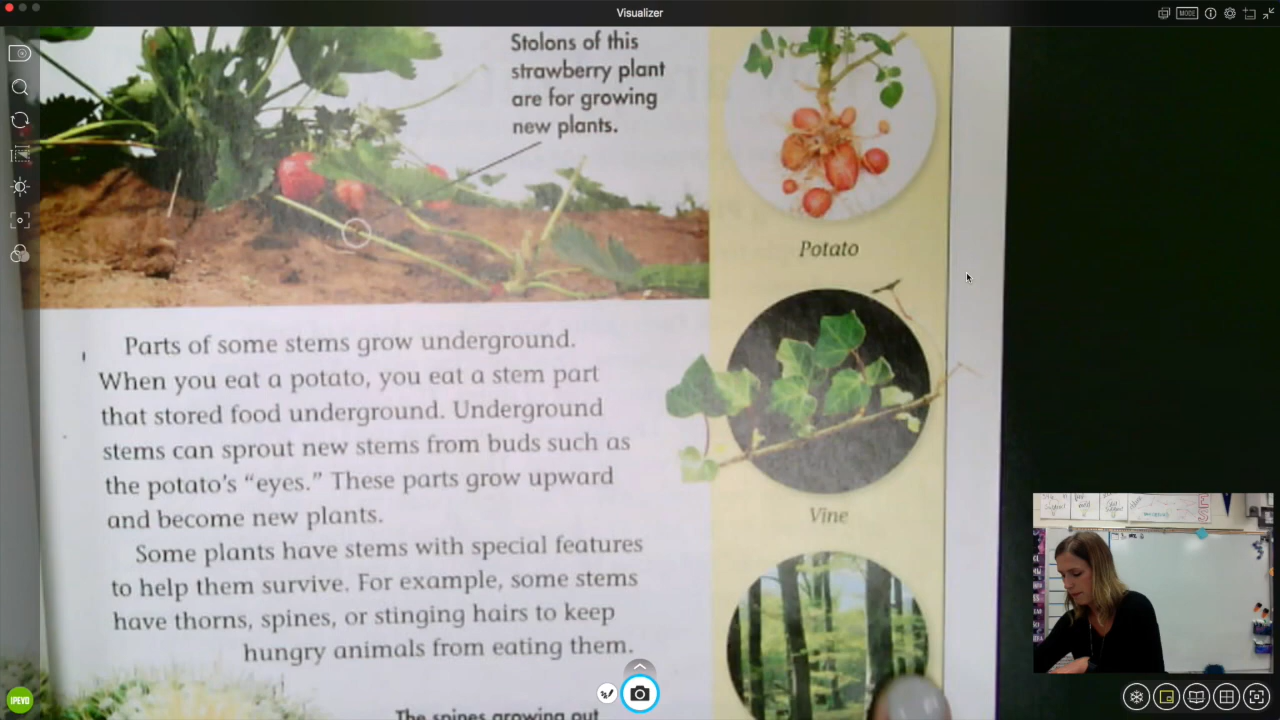 Visualizer
MODE
Stolons of this
strawberry plant
are for growing
new plants.
Potato
Parts of some stems grow underground.
When you eat a potato, you eat a stem part
that stored food underground. Underground
stems can sprout new stems from buds such as
the potato's “eyes.” These parts grow upward
and become new plants.
Vine
Some plants have stems with special features
to help them survive. For example, some stems
have thorns, spines, or stinging hairs to keep
hungry animals from eating them.
The spines growing out
IPEVO